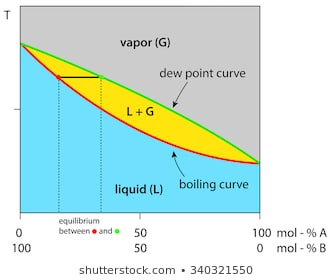 T
vapor (G)
dew point curve
L + G
boiling curve
liquid (L)
equilibrium
between ● and ●
0 50 100 mol - % A
100 50 0 mol - % B
shutterstock.com • 340321550